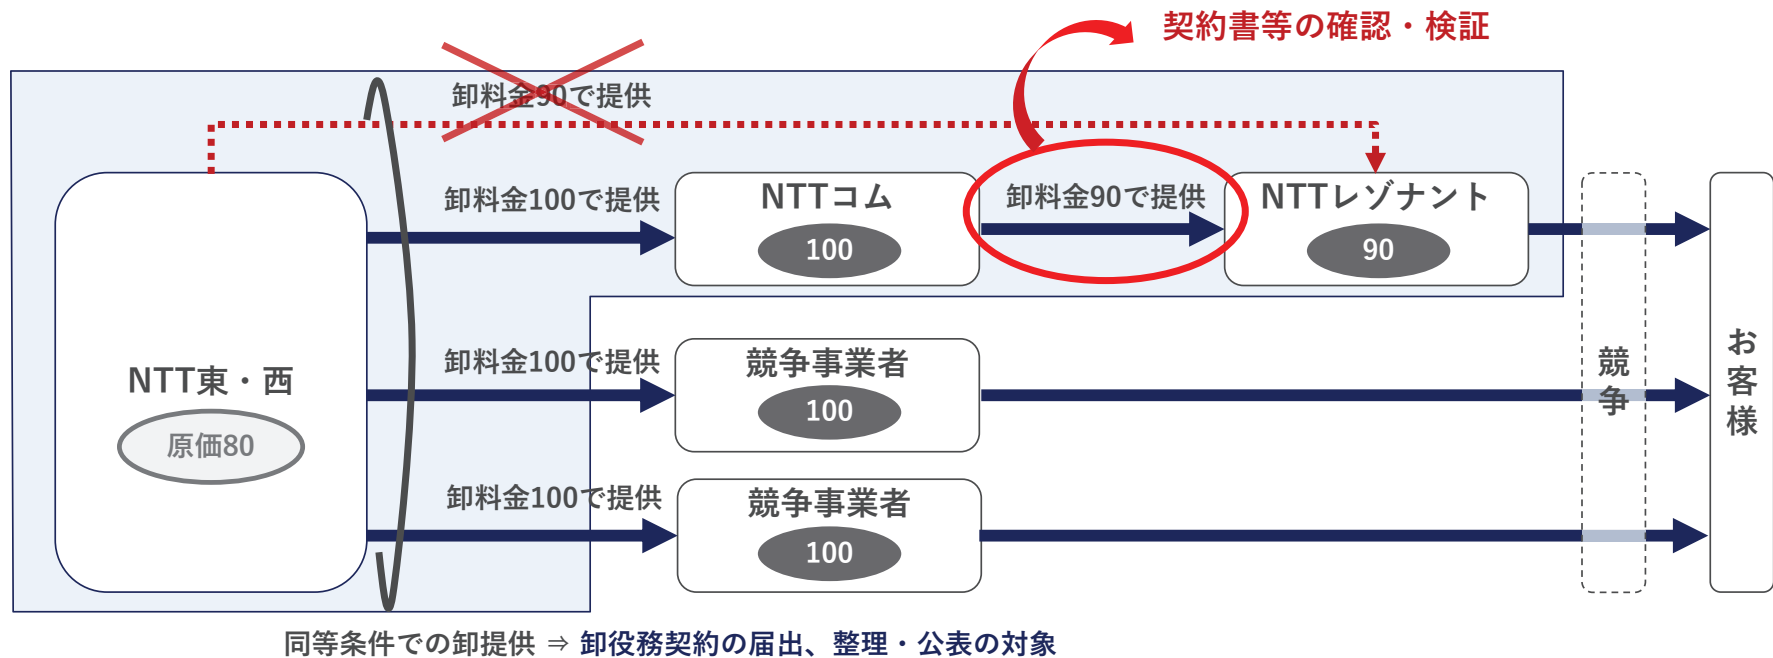 契約書等の確認・検証
卸料金90で提供
卸料金100で提供
NTTコム
100
卸料金90で提供
NTTレゾナント
90
NTT東・西
原価80
卸料金100で提供
競争事業者
100
卸料金100で提供
競争事業者
100
競争
お客様
同等条件での卸提供 ⇒ 卸役務契約の届出、整理・公表の対象